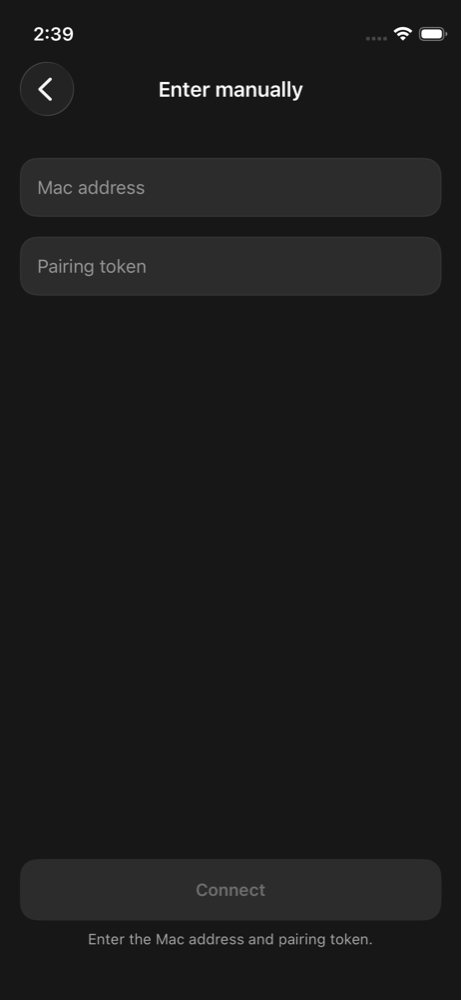 2:39
Enter manually
Mac address
Pairing token
Connect
Enter the Mac address and pairing token.